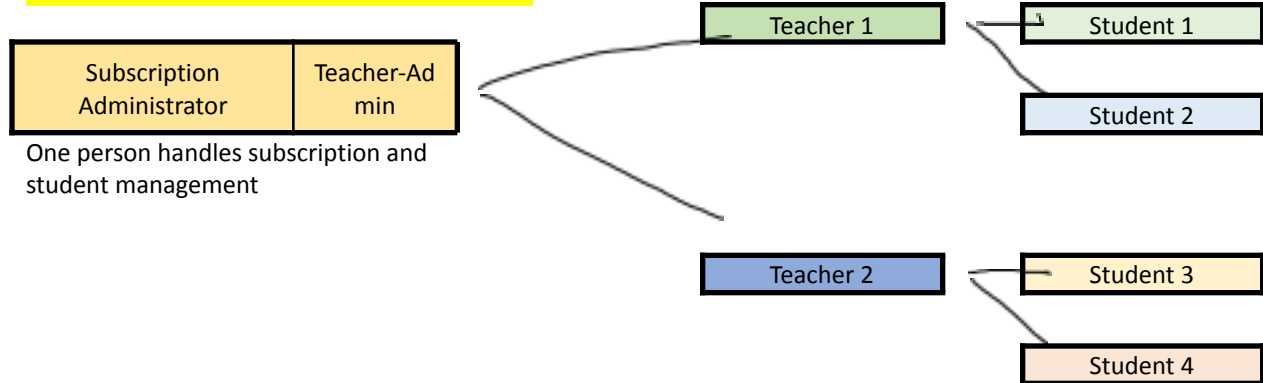 Teacher 1
Student 1
Subscription
Administrator
Teacher-Ad
min
Student 2
One person handles subscription and
student management
Teacher 2
Student 3
Student 4